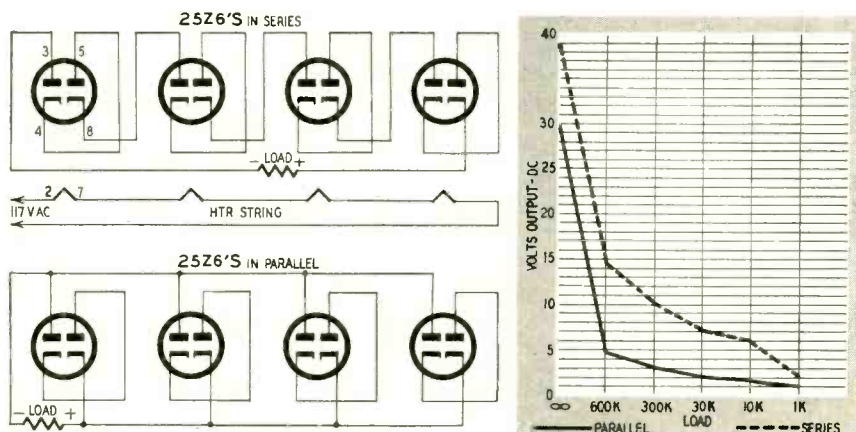 25Z6'S IN SERIES
3 5
4 8
- LOAD +
2 7
117 VAC
HTR STRING
25Z6'S IN PARALLEL
- LOAD +
VOLTS OUTPUT - DC
40
30
20
15
10
5
0
∞ 600K 300K 30K 10K 1K
LOAD
PARALLEL SERIES